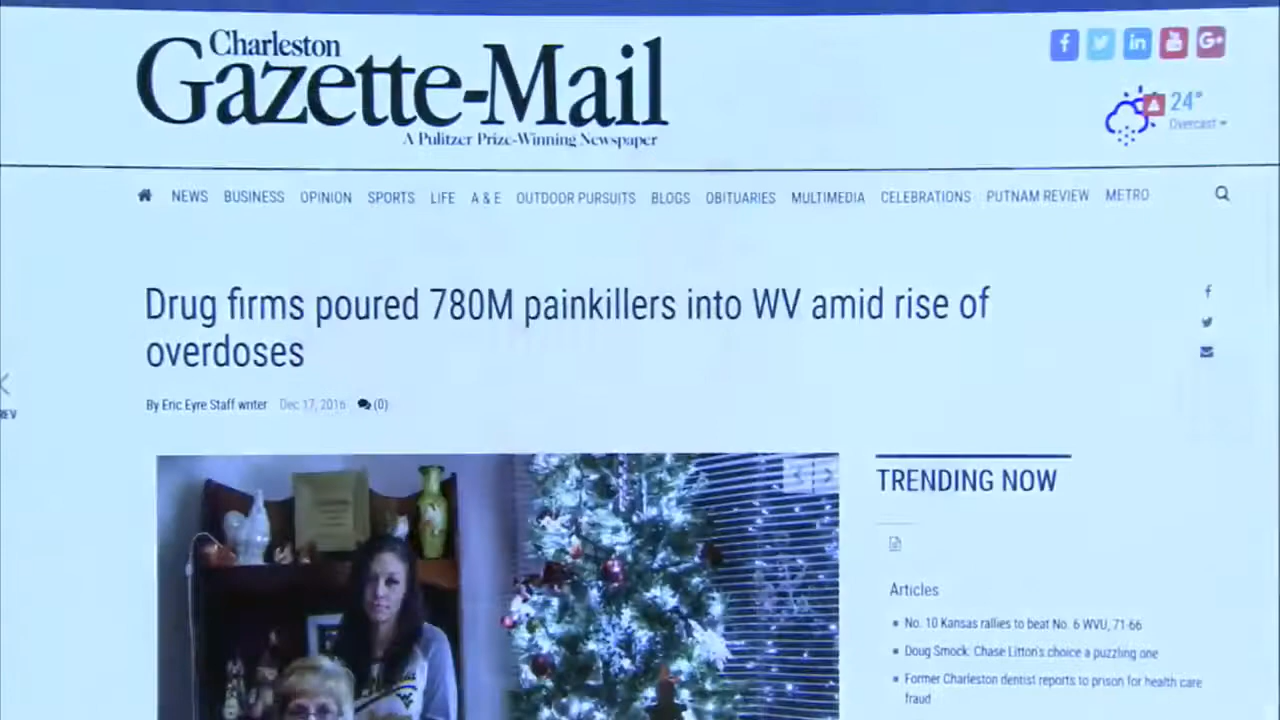 Charleston
Gazette-Mail
A Pulitzer Prize-Winning Newspaper
24°
Overcast
NEWS BUSINESS OPINION SPORTS LIFE A & E OUTDOOR PURSUITS BLOGS OBITUARIES MULTIMEDIA CELEBRATIONS PUTNAM REVIEW METRO
Drug firms poured 780M painkillers into WV amid rise of
overdoses
By Eric Eyre Staff writer Dec 17, 2016 (0)
TRENDING NOW
Articles
No. 10 Kansas rallies to beat No. 6 WVU, 71-66
Doug Smock: Chase Litton's choice a puzzling one
Former Charleston dentist reports to prison for health care
fraud